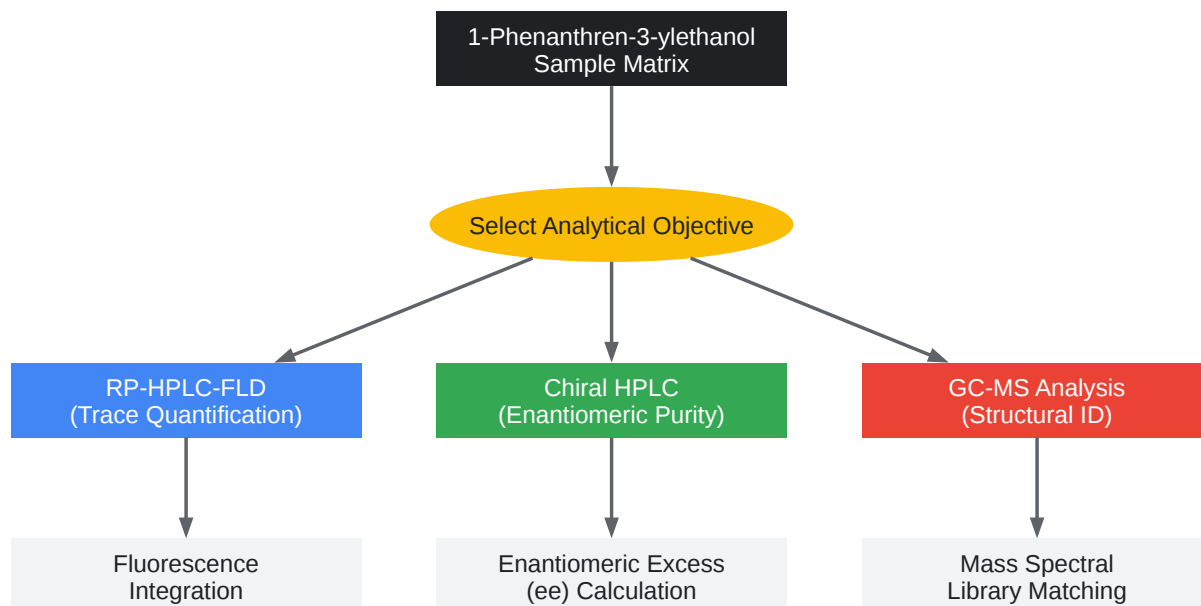 1-Phenanthren-3-ylethanol
Sample Matrix
Select Analytical Objective
RP-HPLC-FLD
(Trace Quantification)
Chiral HPLC
(Enantiomeric Purity)
GC-MS Analysis
(Structural ID)
Fluorescence
Integration
Enantiomeric Excess
(ee) Calculation
Mass Spectral
Library Matching